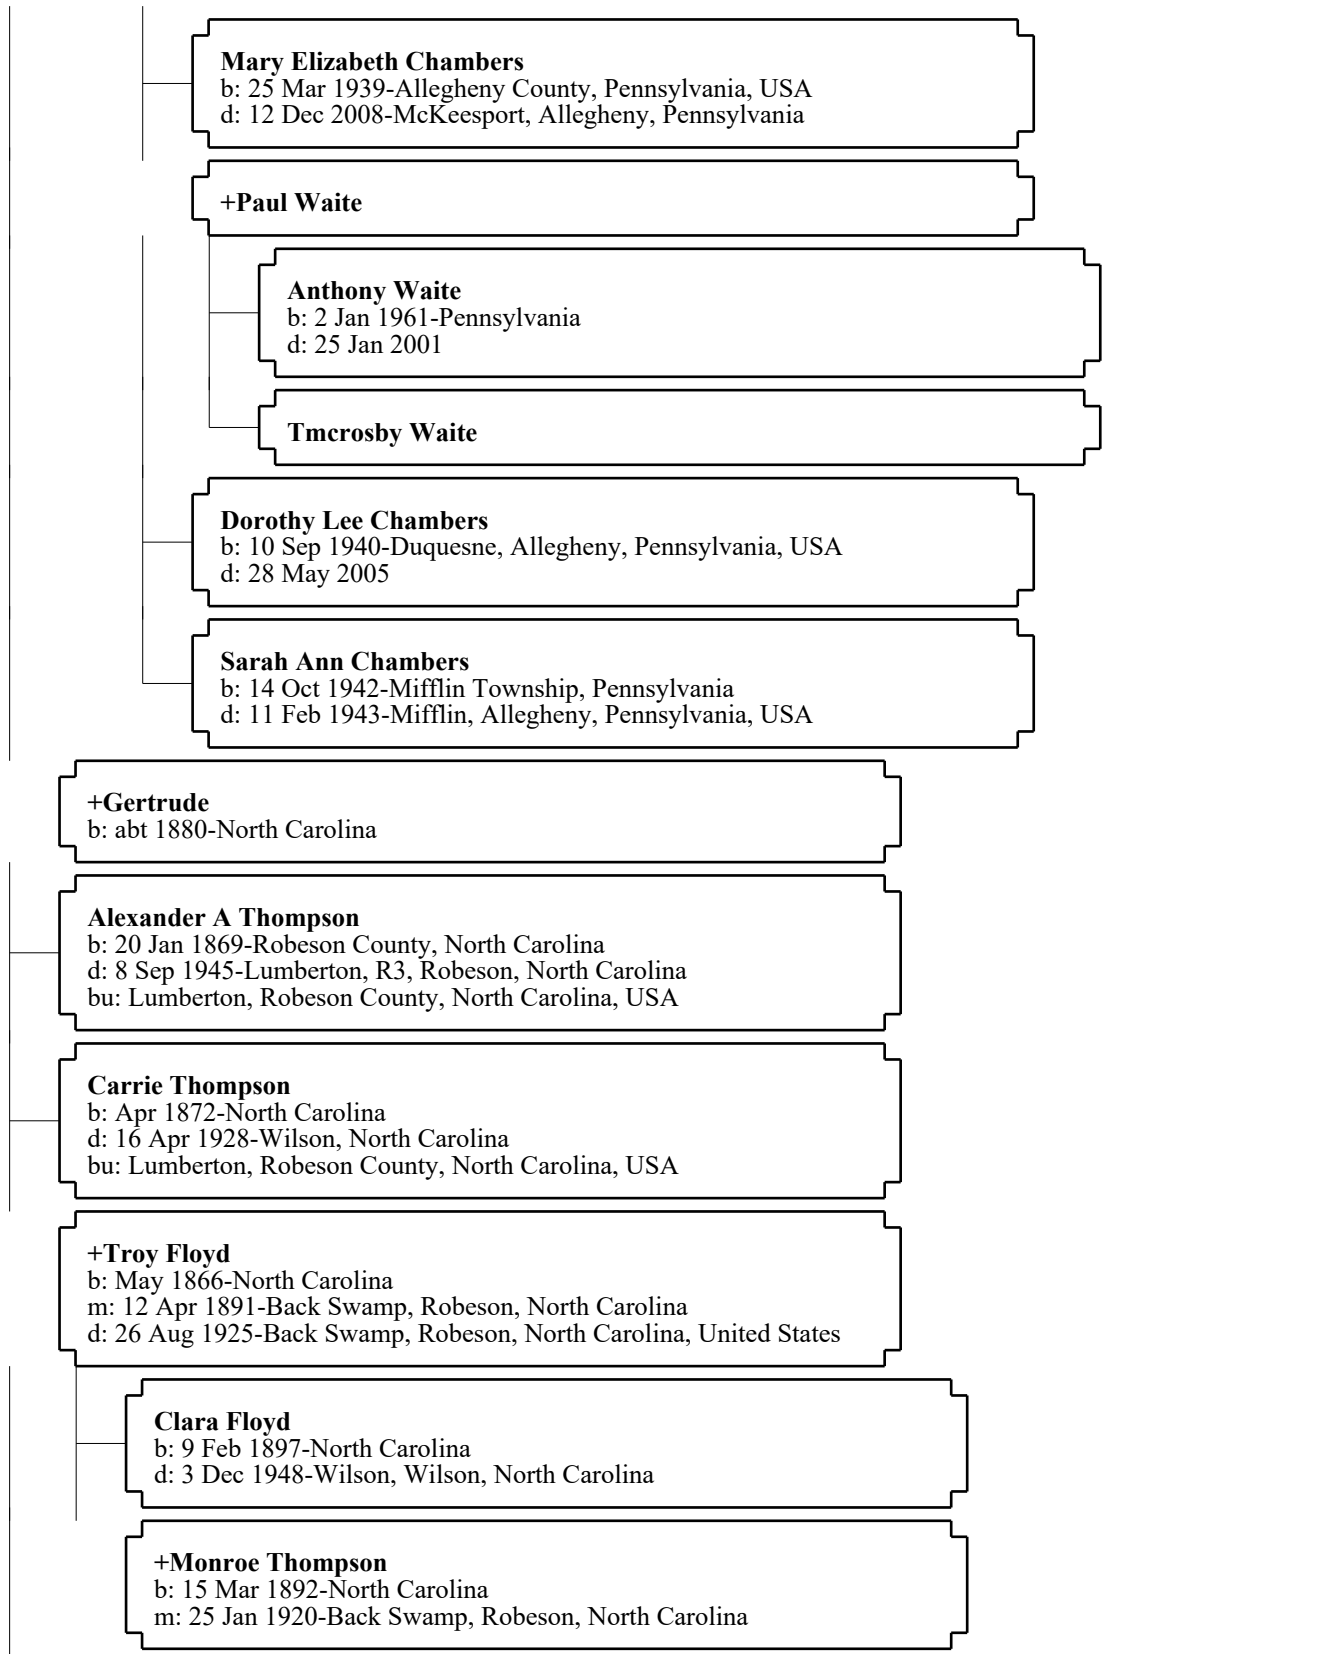 Mary Elizabeth Chambers
b: 25 Mar 1939-Allegheny County, Pennsylvania, USA
d: 12 Dec 2008-McKeesport, Allegheny, Pennsylvania
+Paul Waite
Anthony Waite
b: 2 Jan 1961-Pennsylvania
d: 25 Jan 2001
Tmcrosby Waite
Dorothy Lee Chambers
b: 10 Sep 1940-Duquesne, Allegheny, Pennsylvania, USA
d: 28 May 2005
Sarah Ann Chambers
b: 14 Oct 1942-Mifflin Township, Pennsylvania
d: 11 Feb 1943-Mifflin, Allegheny, Pennsylvania, USA
+Gertrude
b: abt 1880-North Carolina
Alexander A Thompson
b: 20 Jan 1869-Robeson County, North Carolina
d: 8 Sep 1945-Lumberton, R3, Robeson, North Carolina
bu: Lumberton, Robeson County, North Carolina, USA
Carrie Thompson
b: Apr 1872-North Carolina
d: 16 Apr 1928-Wilson, North Carolina
bu: Lumberton, Robeson County, North Carolina, USA
+Troy Floyd
b: May 1866-North Carolina
m: 12 Apr 1891-Back Swamp, Robeson, North Carolina
d: 26 Aug 1925-Back Swamp, Robeson, North Carolina, United States
Clara Floyd
b: 9 Feb 1897-North Carolina
d: 3 Dec 1948-Wilson, Wilson, North Carolina
+Monroe Thompson
b: 15 Mar 1892-North Carolina
m: 25 Jan 1920-Back Swamp, Robeson, North Carolina